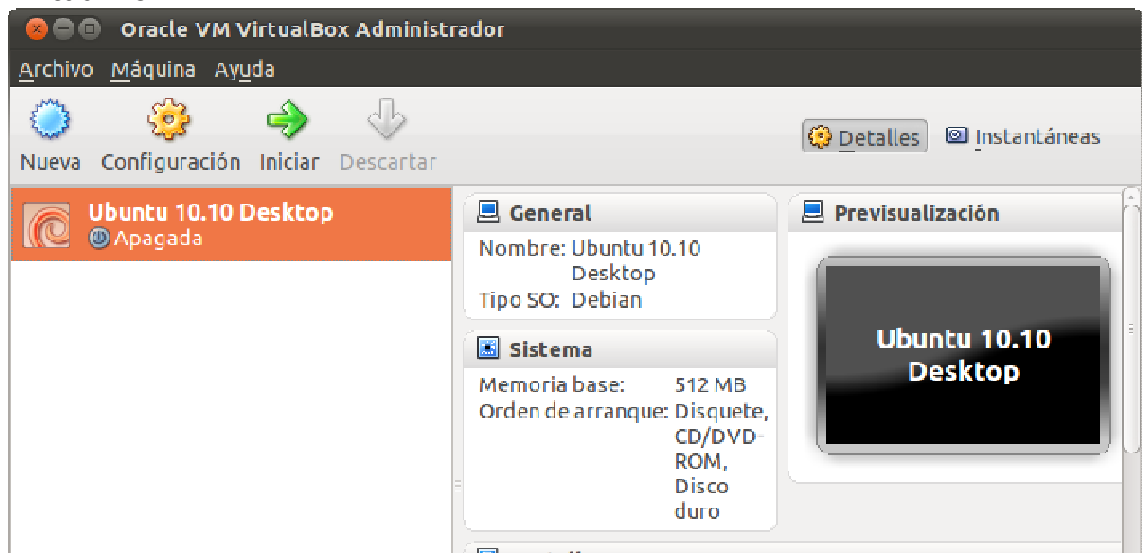 Oracle VM VirtualBox Administrador
Archivo Máquina Ayuda
Nueva Configuración Iniciar Descartar
Detalles Instantáneas
Ubuntu 10.10 Desktop
Apagada
General
Nombre: Ubuntu 10.10
Desktop
Tipo SO: Debian
Sistema
Memoria base: 512 MB
Orden de arranque: Disquete,
CD/DVD-
ROM,
Disco
duro
Previsualización
Ubuntu 10.10
Desktop